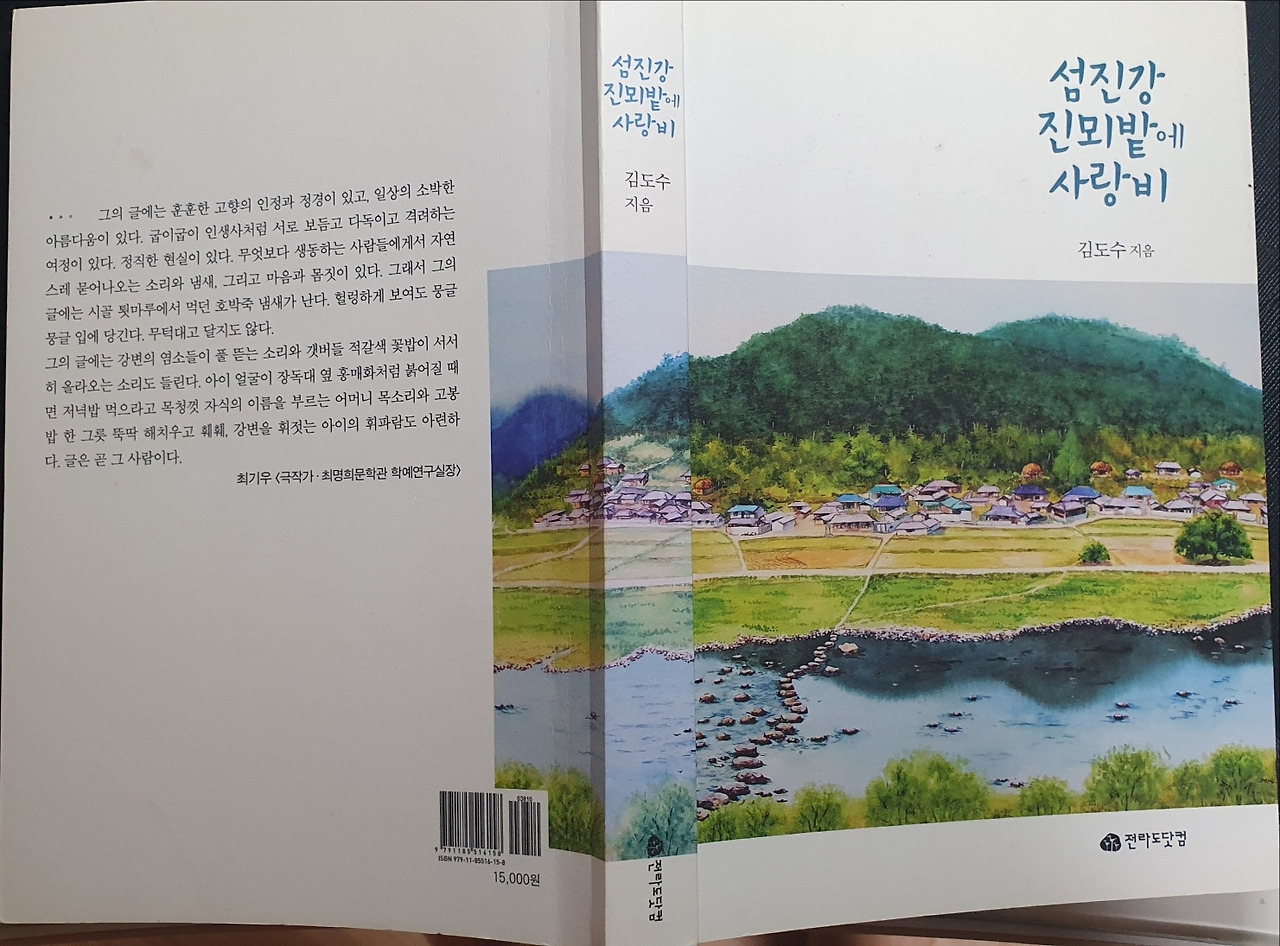 ... 그의 글에는 훈훈한 고향의 인정과 정경이 있고, 일상의 소박한
아름다움이 있다. 굽이굽이 인생사처럼 서로 보듬고 다독이고 격려하는
여정이 있다. 정직한 현실이 있다. 무엇보다 생동하는 사람들에게서 자연
스레 묻어나오는 소리와 냄새, 그리고 마음과 몸짓이 있다. 그래서 그의
글에는 시골 툇마루에서 먹던 호박죽 냄새가 난다. 헐렁하게 보여도 뭉글
뭉글 입에 당긴다. 무턱대고 달지도 않다.
그의 글에는 강변의 염소들이 풀 뜯는 소리와 갯버들 적갈색 꽃밥이 서서
히 올라오는 소리도 들린다. 아이 얼굴이 장독대 옆 홍매화처럼 붉어질 때
면 저녁밥 먹으라고 목청껏 자식의 이름을 부르는 어머니 목소리와 고봉
밥 한 그릇 뚝딱 해치우고 휔휔, 강변을 휘젓는 아이의 휘파람도 아련하
다. 글은 곧 그 사람이다.
최기우 <극작가·최명희문학관 학예연구실장>
03810
9 791185 516158
ISBN 979-11-85516-15-8
15,000원
섬진강
진뫼밭에
사랑비
김도수
지음
전라도닷컴
섬진강
진뫼밭에
사랑비
김도수 지음
전라도닷컴